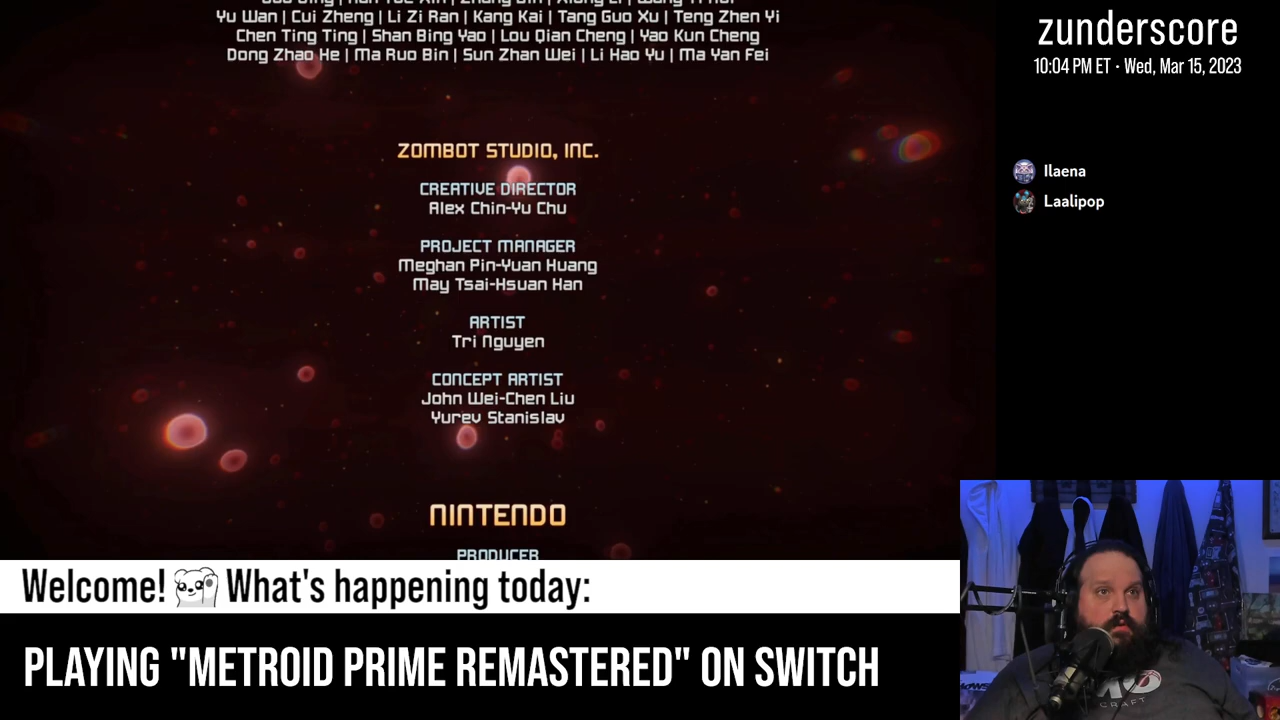 Yu Wan | Cui Zheng | Li Zi Ran | Kang Kai | Tang Guo Xu | Teng Zhen Yi
Chen Ting Ting | Shan Bing Yao | Lou Qian Cheng | Yao Kun Cheng
Dong Zhao He | Ma Ruo Bin | Sun Zhan Wei | Li Hao Yu | Ma Yan Fei
ZOMBOT STUDIO, INC.
CREATIVE DIRECTOR
Alex Chin-Yu Chu
PROJECT MANAGER
Meghan Pin-Yuan Huang
May Tsai-Hsuan Han
ARTIST
Tri Nguyen
CONCEPT ARTIST
John Wei-Chen Liu
Yurev Stanislav
NINTENDO
PRODUCER
zunderscore
10:04 PM ET · Wed, Mar 15, 2023
Ilaena
Laalipop
Welcome! What's happening today:
PLAYING "METROID PRIME REMASTERED" ON SWITCH
CRAFT